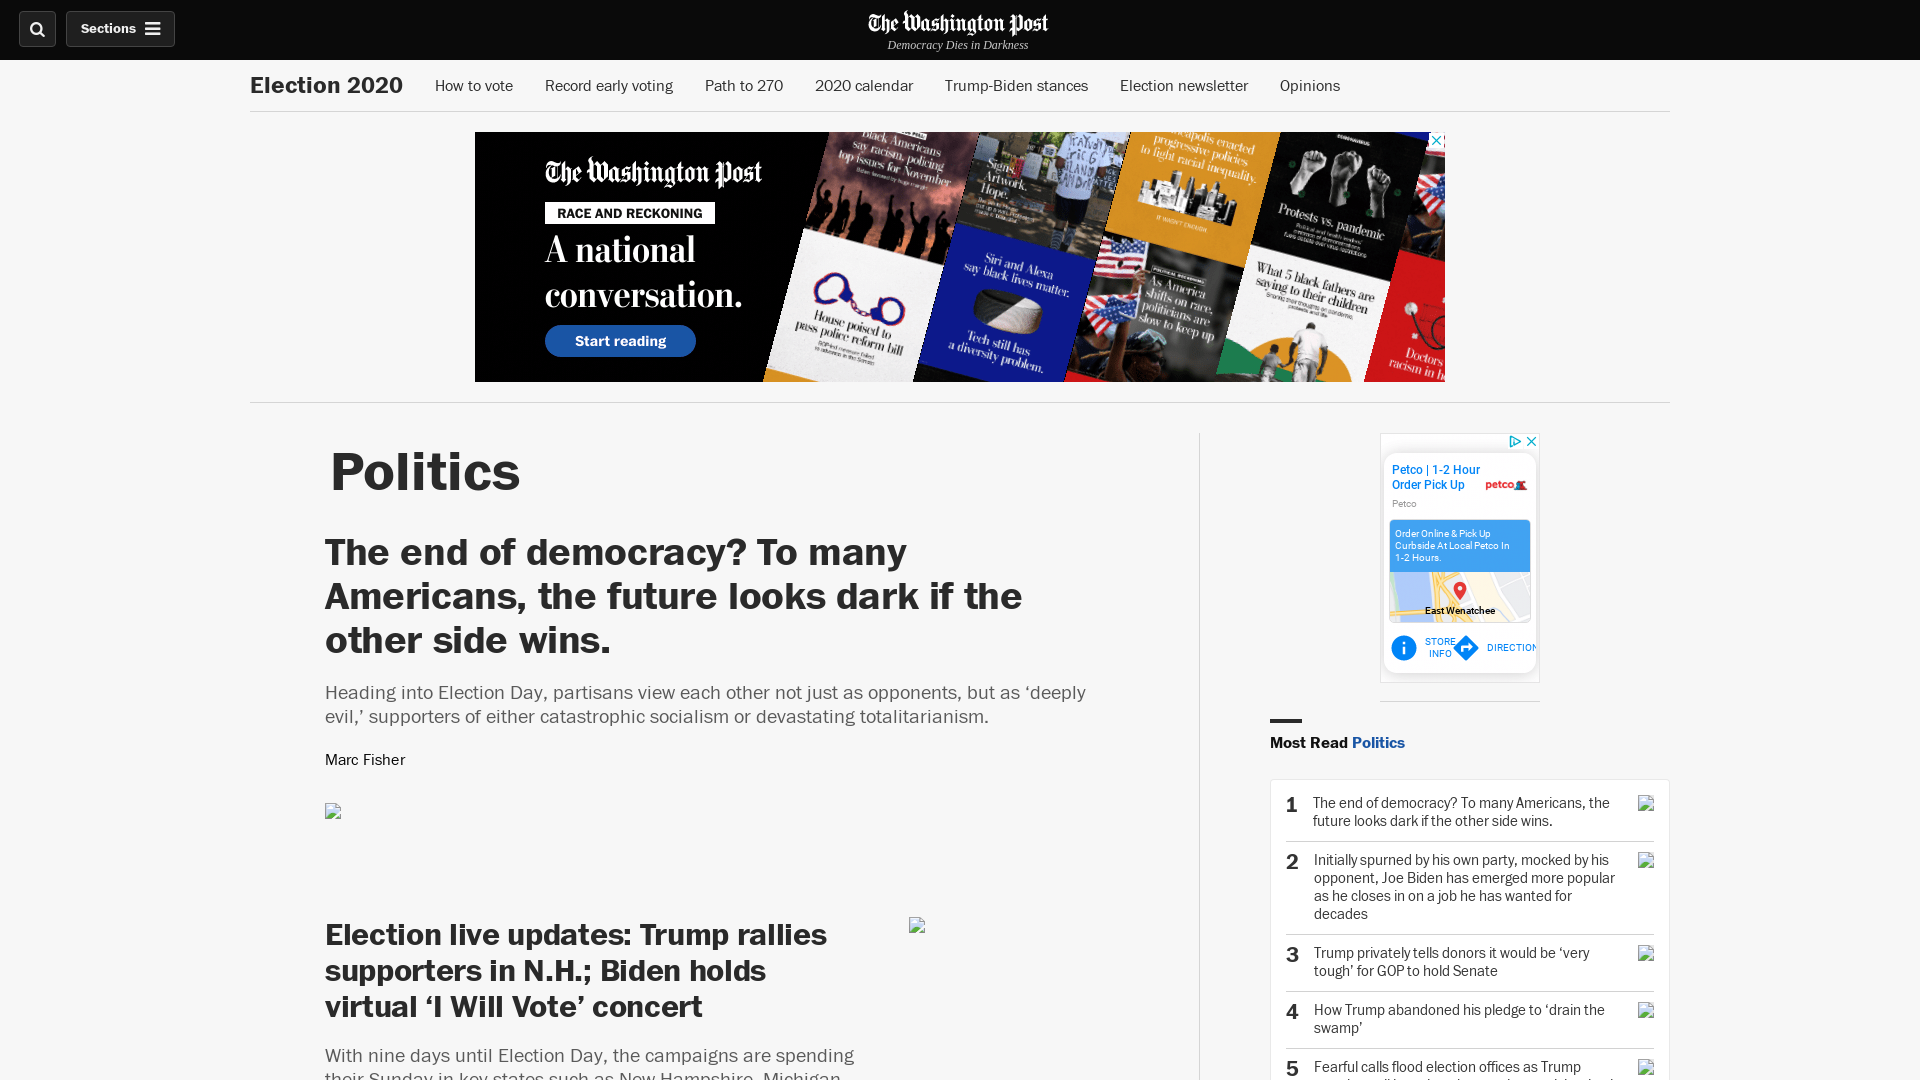 Sections
The Washington Post
Democracy Dies in Darkness
Election 2020
How to vote
Record early voting
Path to 270
2020 calendar
Trump-Biden stances
Election newsletter
Opinions
The Washington Post
RACE AND RECKONING
A national
conversation.
Start reading
Black Americans
say racism, policing
top issues for November
Signs.
Artwork.
Hope.
enacted
progressive policies
to fight racial inequality.
IT WASN'T ENOUGH
Protests vs. pandemic
House poised to
pass police reform bill
Siri and Alexa
say black lives matter.
Tech still has
a diversity problem.
As America
shifts on race,
politicians are
slow to keep up
What 5 black fathers are
saying to their children
Doctors
racism in
Politics
The end of democracy? To many
Americans, the future looks dark if the
other side wins.
Heading into Election Day, partisans view each other not just as opponents, but as ‘deeply
evil,’ supporters of either catastrophic socialism or devastating totalitarianism.
Marc Fisher
Election live updates: Trump rallies
supporters in N.H.; Biden holds
virtual ‘I Will Vote’ concert
With nine days until Election Day, the campaigns are spending
their Sunday in key states such as New Hampshire, Michigan
Petco | 1-2 Hour
Order Pick Up
petco
Petco
Order Online & Pick Up
Curbside At Local Petco In
1-2 Hours.
East Wenatchee
STORE
INFO
DIRECTION
Most Read Politics
1 The end of democracy? To many Americans, the
future looks dark if the other side wins.
2 Initially spurned by his own party, mocked by his
opponent, Joe Biden has emerged more popular
as he closes in on a job he has wanted for
decades
3 Trump privately tells donors it would be ‘very
tough’ for GOP to hold Senate
4 How Trump abandoned his pledge to ‘drain the
swamp’
5 Fearful calls flood election offices as Trump